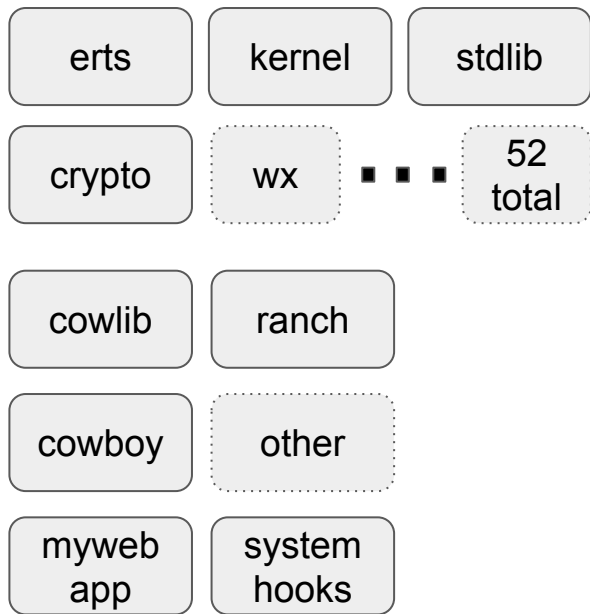 erts
kernel
stdlib
crypto
wx
52
total
cowlib
ranch
cowboy
other
myweb
app
system
hooks